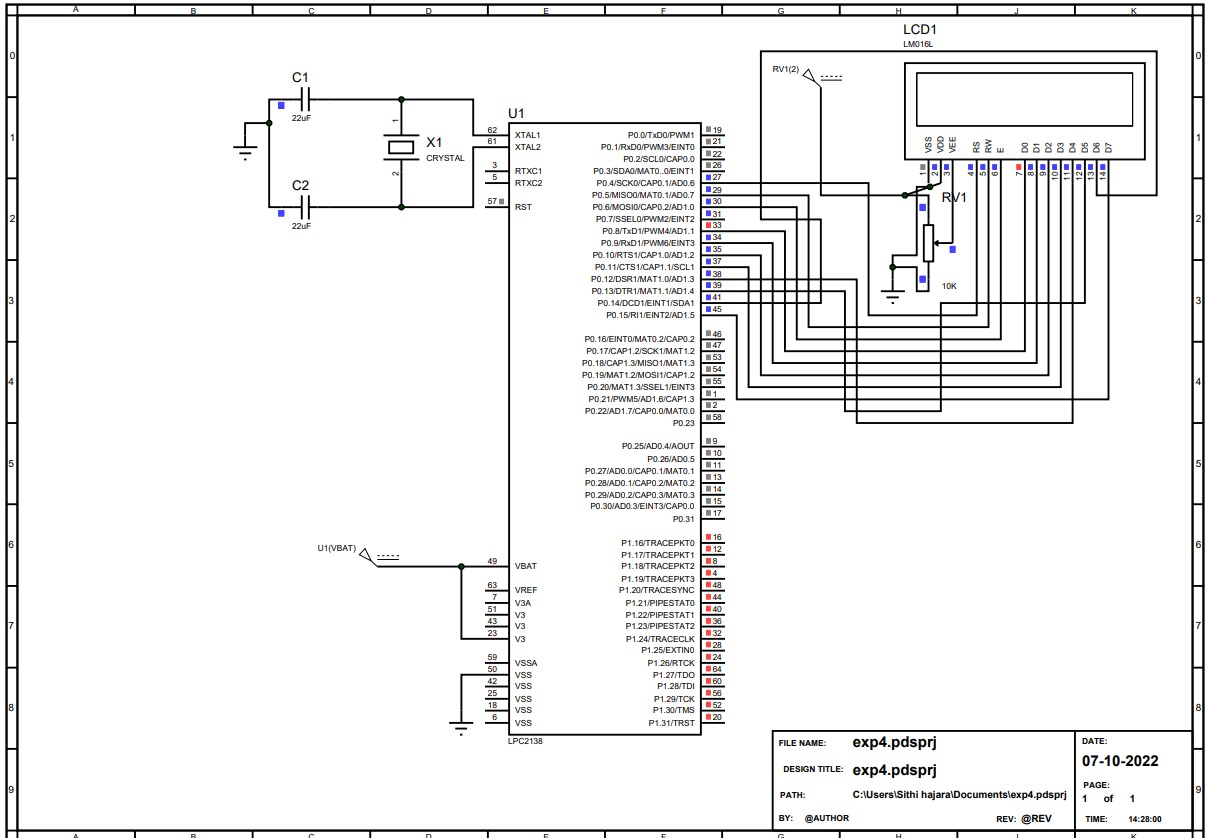 A B C D E F G H J K
0 0
1 1
2 2
3 3
4 4
5 5
6 6
7 7
8 8
9 9
A B C D E F G H J K
LCD1
LM016L
RV1(2)
C1
22uF
X1
CRYSTAL
1
2
C2
22uF
U1
62 XTAL1
61 XTAL2
3 RTXC1
5 RTXC2
57 RST
U1(VBAT)
49 VBAT
63 VREF
7 V3A
51 V3
43 V3
23 V3
59 VSSA
50 VSS
42 VSS
25 VSS
18 VSS
6 VSS
P0.0/TxD0/PWM1 19
P0.1/RxD0/PWM3/EINT0 21
P0.2/SCL0/CAP0.0 22
P0.3/SDA0/MAT0..0/EINT1 26
P0.4/SCK0/CAP0.1/AD0.6 27
P0.5/MISO0/MAT0.1/AD0.7 29
P0.6/MOSI0/CAP0.2/AD1.0 30
P0.7/SSEL0/PWM2/EINT2 31
P0.8/TxD1/PWM4/AD1.1 33
P0.9/RxD1/PWM6/EINT3 34
P0.10/RTS1/CAP1.0/AD1.2 35
P0.11/CTS1/CAP1.1/SCL1 37
P0.12/DSR1/MAT1.0/AD1.3 38
P0.13/DTR1/MAT1.1/AD1.4 39
P0.14/DCD1/EINT1/SDA1 41
P0.15/RI1/EINT2/AD1.5 45
P0.16/EINT0/MAT0.2/CAP0.2 46
P0.17/CAP1.2/SCK1/MAT1.2 47
P0.18/CAP1.3/MISO1/MAT1.3 53
P0.19/MAT1.2/MOSI1/CAP1.2 54
P0.20/MAT1.3/SSEL1/EINT3 55
P0.21/PWM5/AD1.6/CAP1.3 1
P0.22/AD1.7/CAP0.0/MAT0.0 2
P0.23 58
P0.25/AD0.4/AOUT 9
P0.26/AD0.5 10
P0.27/AD0.0/CAP0.1/MAT0.1 11
P0.28/AD0.1/CAP0.2/MAT0.2 13
P0.29/AD0.2/CAP0.3/MAT0.3 14
P0.30/AD0.3/EINT3/CAP0.0 15
P0.31 17
P1.16/TRACEPKT0 16
P1.17/TRACEPKT1 12
P1.18/TRACEPKT2 8
P1.19/TRACEPKT3 4
P1.20/TRACESYNC 48
P1.21/PIPESTAT0 44
P1.22/PIPESTAT1 40
P1.23/PIPESTAT2 36
P1.24/TRACECLK 32
P1.25/EXTIN0 28
P1.26/RTCK 24
P1.27/TDO 64
P1.28/TDI 60
P1.29/TCK 56
P1.30/TMS 52
P1.31/TRST 20
LPC2138
VSS VDD VEE RS RW E D0 D1 D2 D3 D4 D5 D6 D7
1 2 3 4 5 6 7 8 9 10 11 12 13 14
RV1
10K
FILE NAME: exp4.pdsprj
DESIGN TITLE: exp4.pdsprj
PATH: C:\Users\Sithi hajara\Documents\exp4.pdsprj
BY: @AUTHOR REV: @REV
DATE:
07-10-2022
PAGE:
1 of 1
TIME: 14:28:00